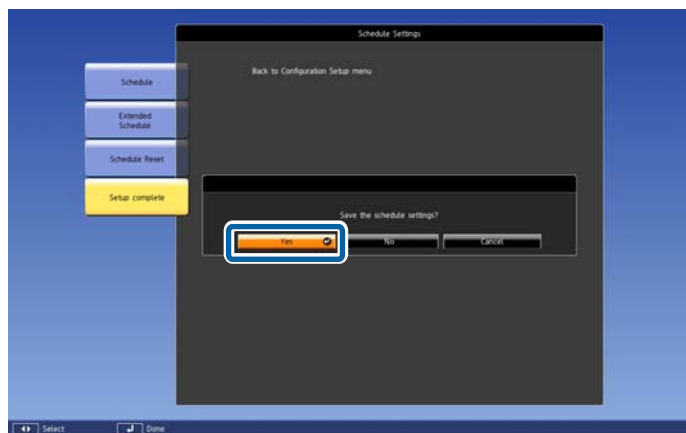 Schedule Settings
Back to Configuration Setup menu
Schedule
Extended
Schedule
Schedule Reset
Setup complete
Save the schedule settings?
Yes
No
Cancel
Select
Done